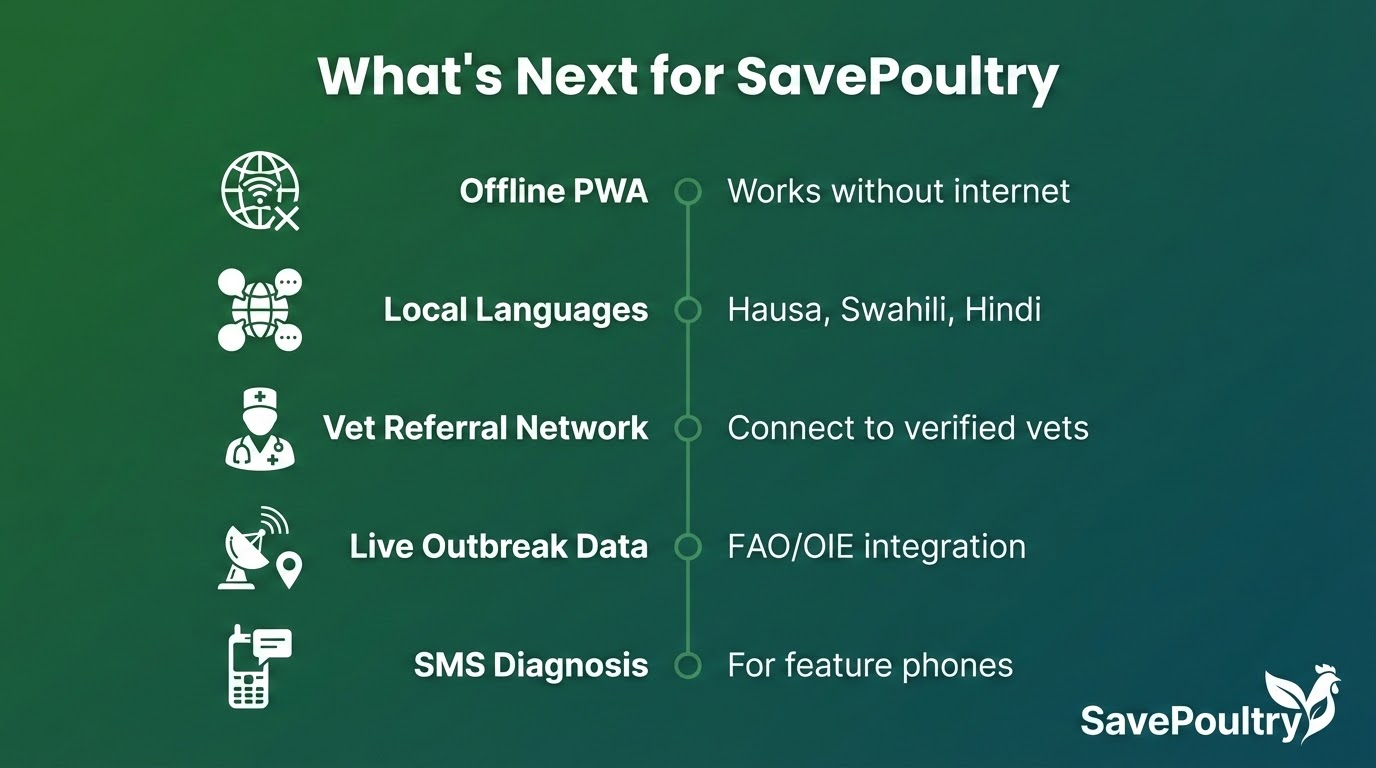 What's Next for SavePoultry
Offline PWA
Works without internet
Local Languages
Hausa, Swahili, Hindi
Vet Referral Network
Connect to verified vets
Live Outbreak Data
FAO/OIE integration
SMS Diagnosis
For feature phones
SavePoultry